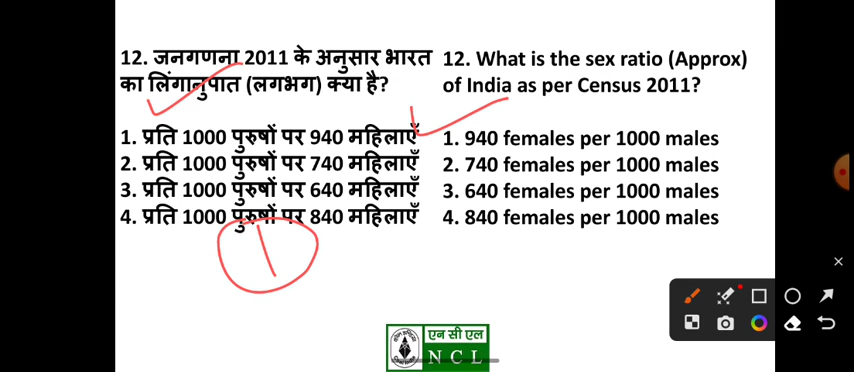 12. जनगणना 2011 के अनुसार भारत
का लिंगानुपात (लगभग) क्या है?
1. प्रति 1000 पुरुषों पर 940 महिलाएँ
2. प्रति 1000 पुरुषों पर 740 महिलाएँ
3. प्रति 1000 पुरुषों पर 640 महिलाएँ
4. प्रति 1000 पुरुषों पर 840 महिलाएँ
1
12. What is the sex ratio (Approx)
of India as per Census 2011?
1. 940 females per 1000 males
2. 740 females per 1000 males
3. 640 females per 1000 males
4. 840 females per 1000 males
एन सी एल
NCL